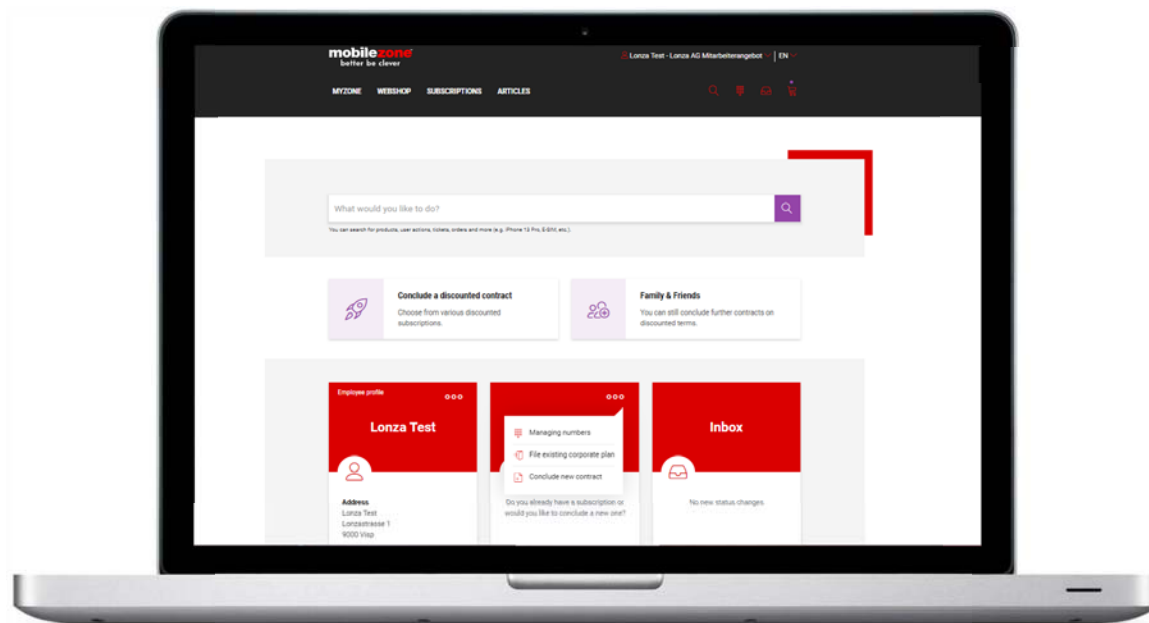 mobilezone
better be clever
Lonza Test - Lonza AG Mitarbeiterangebot
EN
MYZONE WEBSHOP SUBSCRIPTIONS ARTICLES
What would you like to do?
You can search for products, user actions, tickets, orders and more (e.g. iPhone 13 Pro, E-SIM, etc.).
Conclude a discounted contract
Choose from various discounted
subscriptions.
Family & Friends
You can still conclude further contracts on
discounted terms.
Employee profile
Lonza Test
Address
Lonza Test
Lonzastrasse 1
9000 Visp
Managing numbers
File existing corporate plan
Conclude new contract
Do you already have a subscription or
would you like to conclude a new one?
Inbox
No new status changes